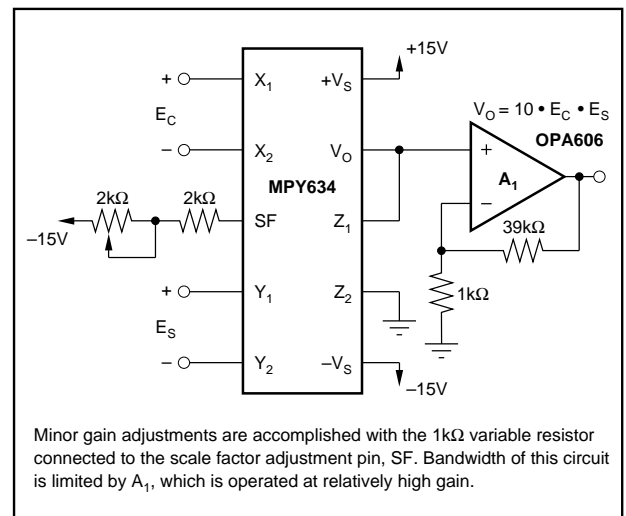 +15V
+ X1 +VS
EC
VO = 10 • EC • ES
OPA606
− X2 VO
+
A1
−
MPY634
2kΩ 2kΩ
SF Z1
−15V
39kΩ
1kΩ
+ Y1 Z2
ES
− Y2 −VS
−15V
Minor gain adjustments are accomplished with the 1kΩ variable resistor
connected to the scale factor adjustment pin, SF. Bandwidth of this circuit
is limited by A1, which is operated at relatively high gain.